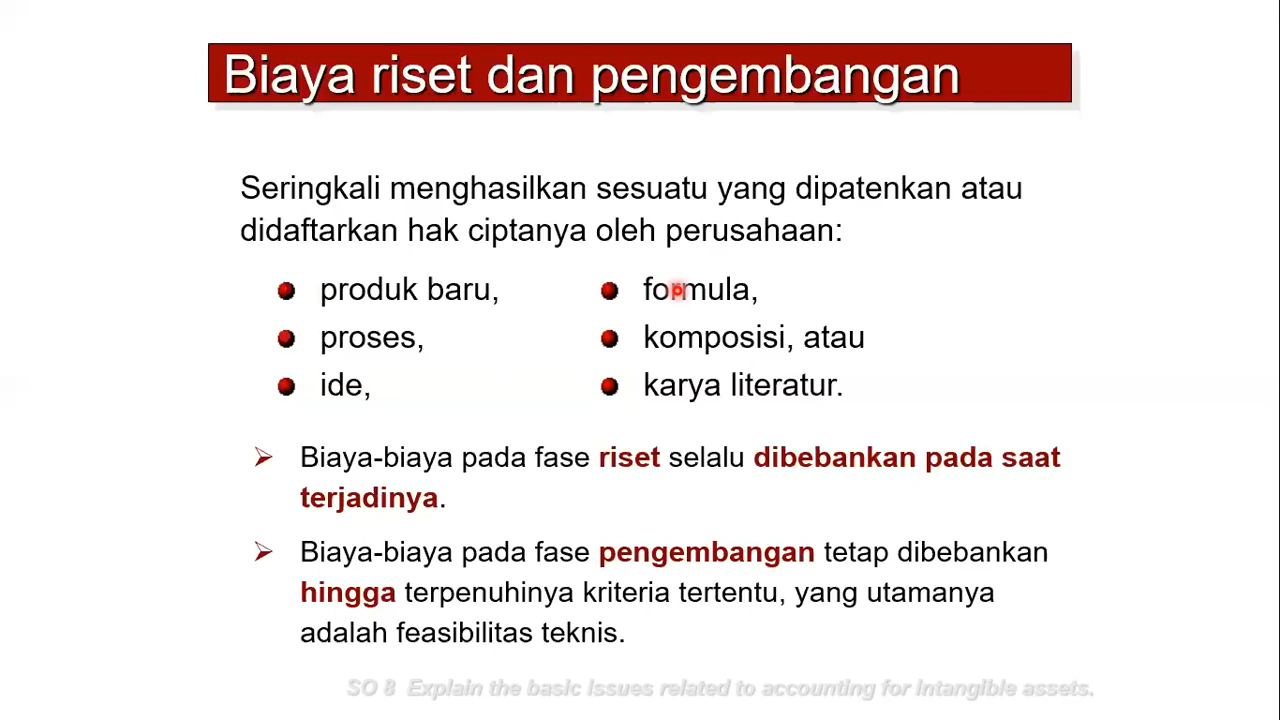 Biaya riset dan pengembangan
Seringkali menghasilkan sesuatu yang dipatenkan atau
didaftarkan hak ciptanya oleh perusahaan:
produk baru,
proses,
ide,
formula,
komposisi, atau
karya literatur.
Biaya-biaya pada fase riset selalu dibebankan pada saat
terjadinya.
Biaya-biaya pada fase pengembangan tetap dibebankan
hingga terpenuhinya kriteria tertentu, yang utamanya
adalah feasibilitas teknis.
SO 8 Explain the basic issues related to accounting for intangible assets.